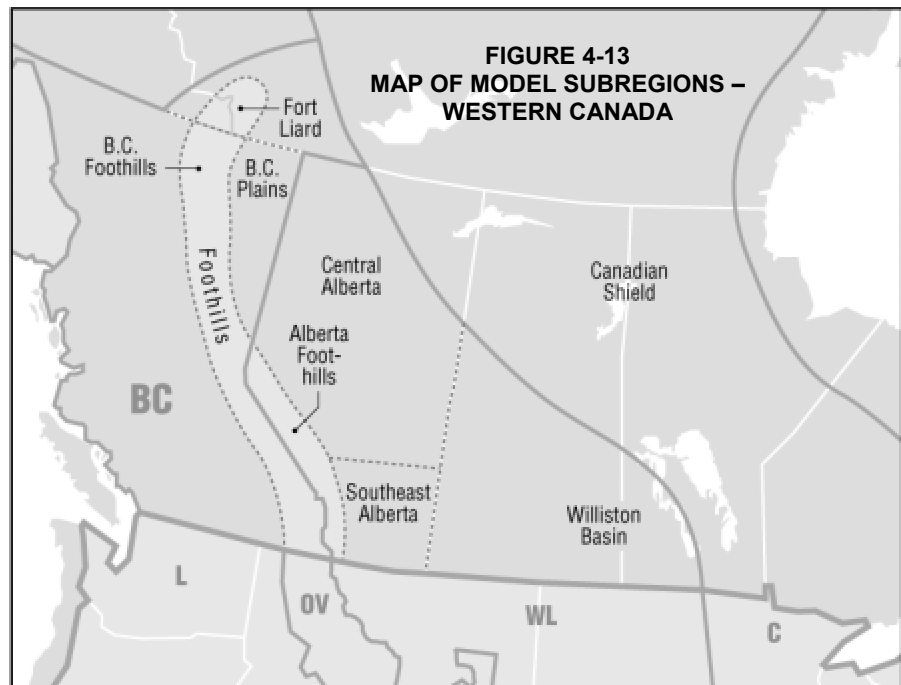 FIGURE 4-13
MAP OF MODEL SUBREGIONS –
WESTERN CANADA
Fort
Liard
B.C.
Foothills
B.C.
Plains
Foothills
Central
Alberta
Canadian
Shield
Alberta
Foot-
hills
BC
Southeast
Alberta
Williston
Basin
L
OV
WL
C